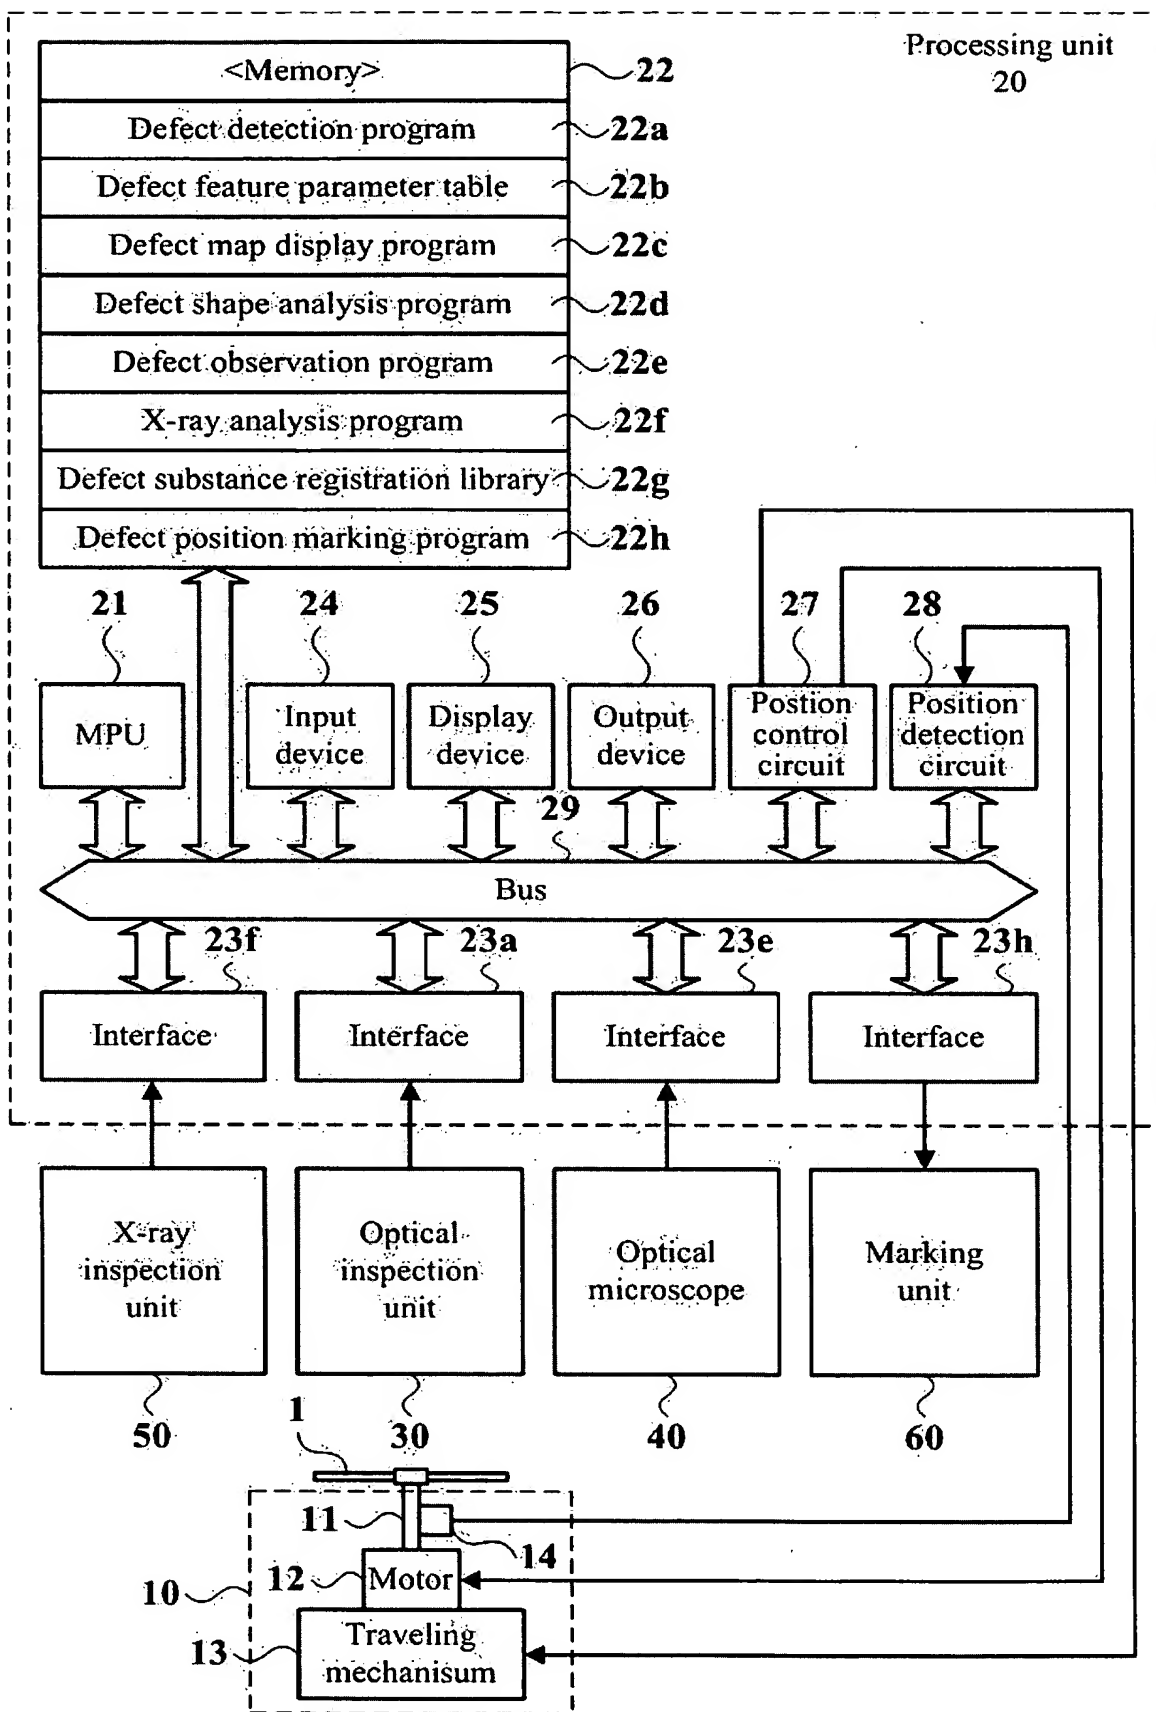 Processing unit
20
<Memory> 22
Defect detection program 22a
Defect feature parameter table 22b
Defect map display program 22c
Defect shape analysis program 22d
Defect observation program 22e
X-ray analysis program 22f
Defect substance registration library 22g
Defect position marking program 22h
21 24 25 26 27 28
MPU
Input
device
Display
device
Output
device
Postion
control
circuit
Position
detection
circuit
29
Bus
23f 23a 23e 23h
Interface Interface Interface Interface
X-ray
inspection
unit
Optical
inspection
unit
Optical
microscope
Marking
unit
50 30 40 60
1
11
14
10
12 Motor
13
Traveling
mechanisum